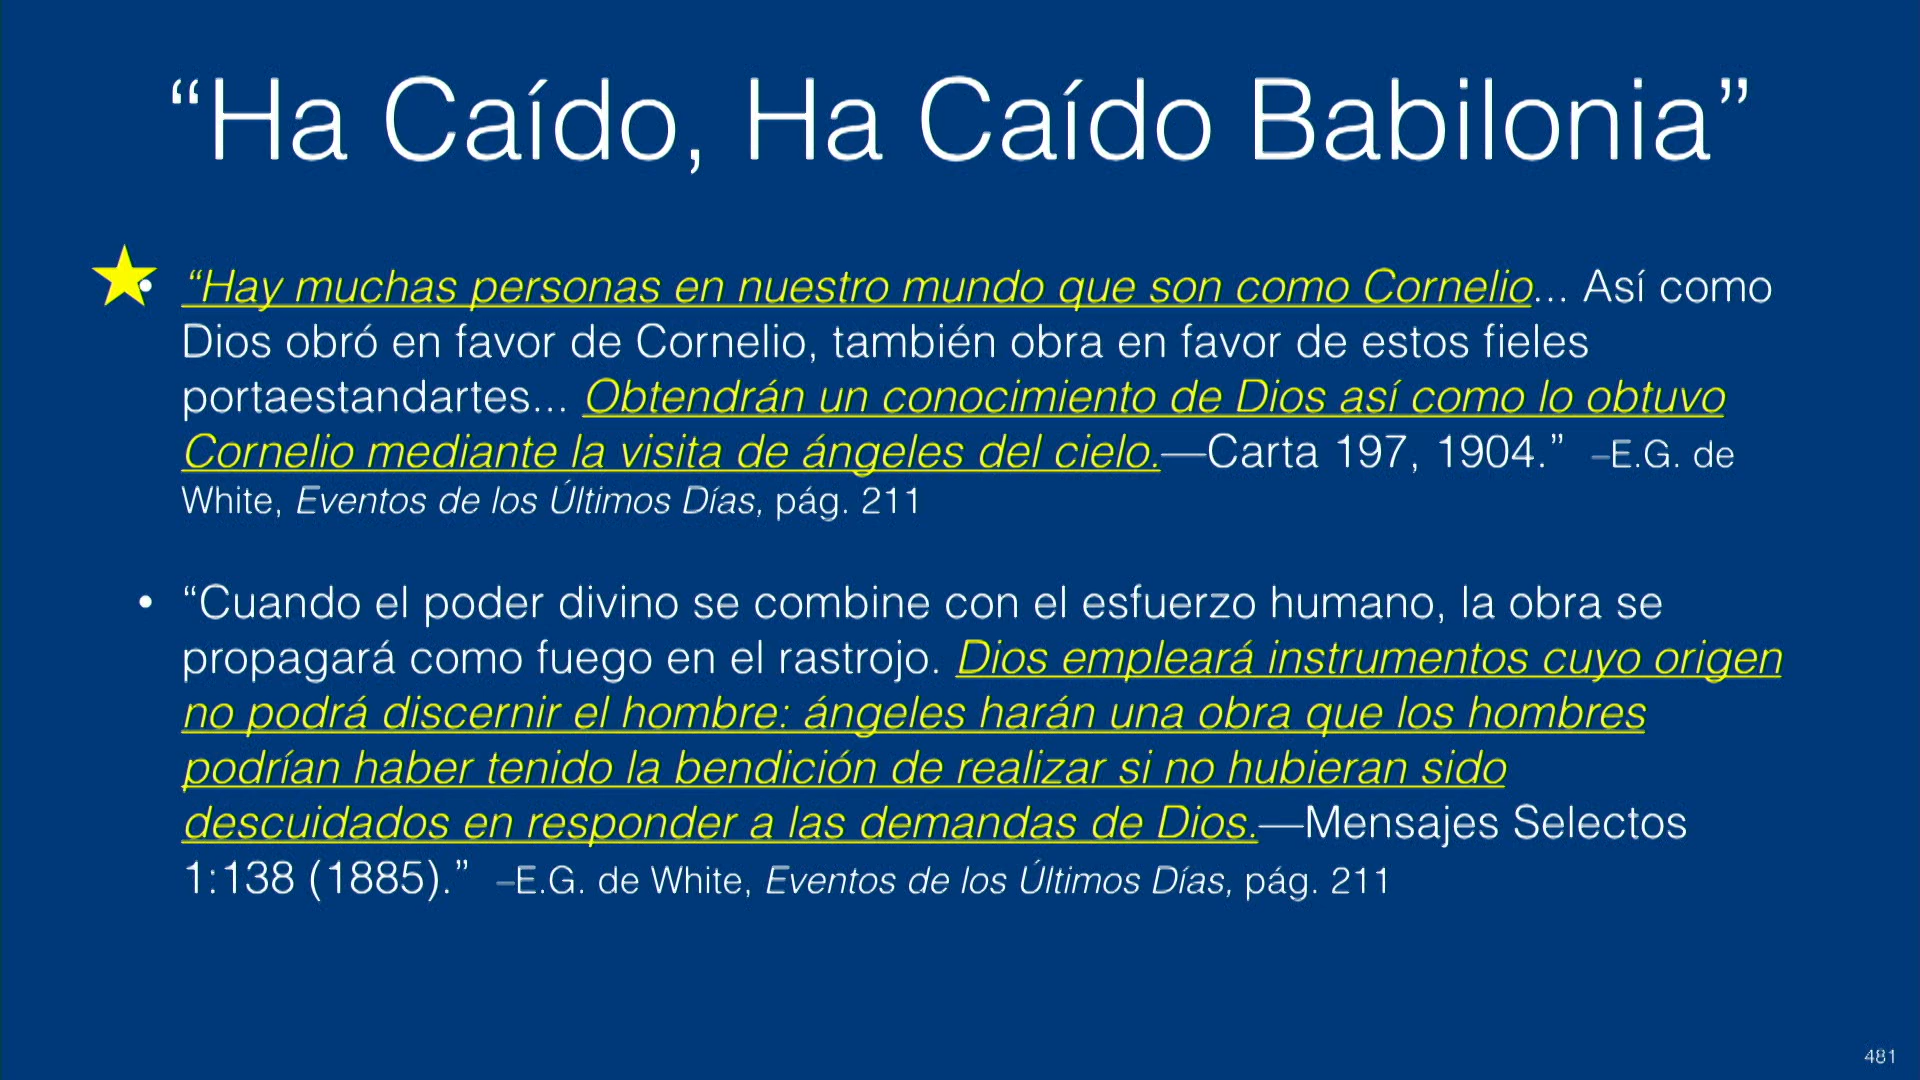 “Ha Caído, Ha Caído Babilonia”
• “Hay muchas personas en nuestro mundo que son como Cornelio... Así como
Dios obró en favor de Cornelio, también obra en favor de estos fieles
portaestandartes... Obtendrán un conocimiento de Dios así como lo obtuvo
Cornelio mediante la visita de ángeles del cielo.—Carta 197, 1904.” –E.G. de
White, Eventos de los Últimos Días, pág. 211
• “Cuando el poder divino se combine con el esfuerzo humano, la obra se
propagará como fuego en el rastrojo. Dios empleará instrumentos cuyo origen
no podrá discernir el hombre: ángeles harán una obra que los hombres
podrían haber tenido la bendición de realizar si no hubieran sido
descuidados en responder a las demandas de Dios.—Mensajes Selectos
1:138 (1885).” –E.G. de White, Eventos de los Últimos Días, pág. 211
481